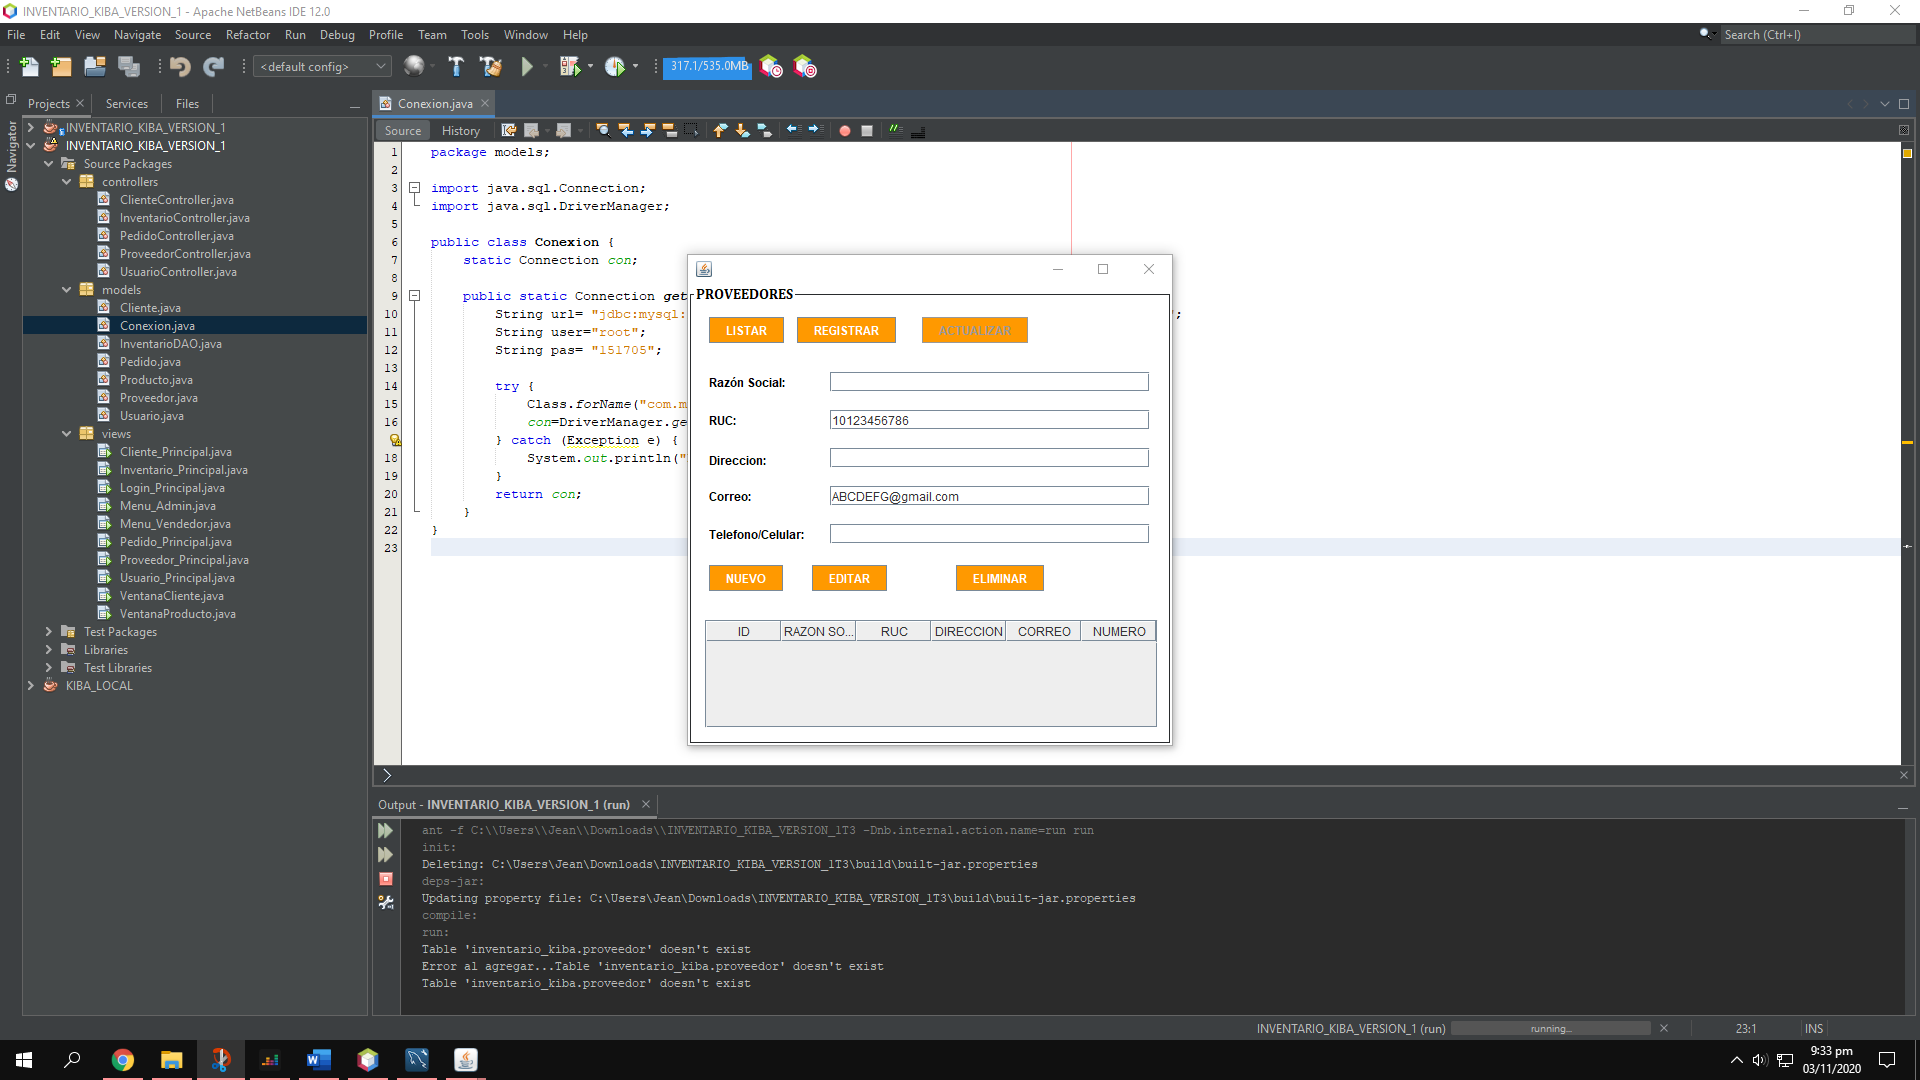 INVENTARIO_KIBA_VERSION_1 - Apache NetBeans IDE 12.0
File Edit View Navigate Source Refactor Run Debug Profile Team Tools Window Help
Search (Ctrl+I)
<default config>
317.1/535.0MB
Projects Services Files
Navigator
INVENTARIO_KIBA_VERSION_1
INVENTARIO_KIBA_VERSION_1
Source Packages
controllers
ClienteController.java
InventarioController.java
PedidoController.java
ProveedorController.java
UsuarioController.java
models
Cliente.java
Conexion.java
InventarioDAO.java
Pedido.java
Producto.java
Proveedor.java
Usuario.java
views
Cliente_Principal.java
Inventario_Principal.java
Login_Principal.java
Menu_Admin.java
Menu_Vendedor.java
Pedido_Principal.java
Proveedor_Principal.java
Usuario_Principal.java
VentanaCliente.java
VentanaProducto.java
Test Packages
Libraries
Test Libraries
KIBA_LOCAL
Conexion.java
Source History
1 package models;
2
3 import java.sql.Connection;
4 import java.sql.DriverManager;
5
6 public class Conexion {
7 static Connection con;
8
9 public static Connection get
10 String url= "jdbc:mysql: ;
11 String user="root";
12 String pas= "151705";
13
14 try {
15 Class.forName("com.m
16 con=DriverManager.ge
} catch (Exception e) {
18 System.out.println("
19 }
20 return con;
21 }
22 }
23
PROVEEDORES
LISTAR REGISTRAR ACTUALIZAR
Razón Social:
RUC: 10123456786
Direccion:
Correo: ABCDEFG@gmail.com
Telefono/Celular:
NUEVO EDITAR ELIMINAR
ID RAZON SO... RUC DIRECCION CORREO NUMERO
Output - INVENTARIO_KIBA_VERSION_1 (run)
ant -f C:\\Users\\Jean\\Downloads\\INVENTARIO_KIBA_VERSION_1T3 -Dnb.internal.action.name=run run
init:
Deleting: C:\Users\Jean\Downloads\INVENTARIO_KIBA_VERSION_1T3\build\built-jar.properties
deps-jar:
Updating property file: C:\Users\Jean\Downloads\INVENTARIO_KIBA_VERSION_1T3\build\built-jar.properties
compile:
run:
Table 'inventario_kiba.proveedor' doesn't exist
Error al agregar...Table 'inventario_kiba.proveedor' doesn't exist
Table 'inventario_kiba.proveedor' doesn't exist
INVENTARIO_KIBA_VERSION_1 (run) running... 23:1 INS
9:33 pm
03/11/2020